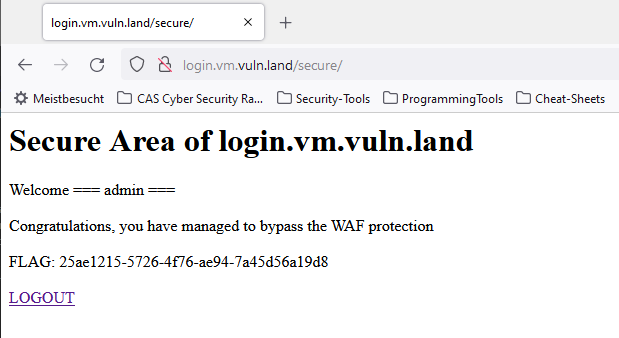 login.vm.vuln.land/secure/
login.vm.vuln.land/secure/
Meistbesucht CAS Cyber Security Ra... Security-Tools ProgrammingTools Cheat-Sheets
Secure Area of login.vm.vuln.land
Welcome === admin ===
Congratulations, you have managed to bypass the WAF protection
FLAG: 25ae1215-5726-4f76-ae94-7a45d56a19d8
LOGOUT